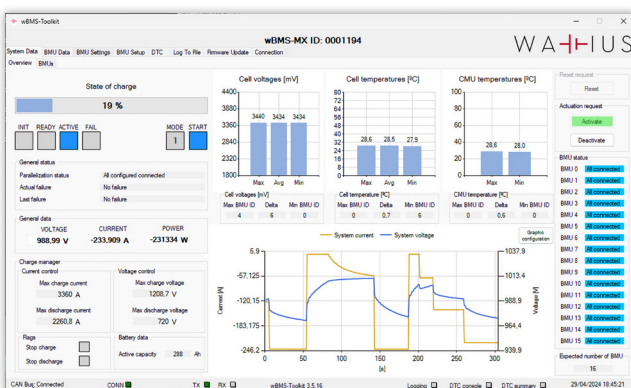 wBMS-Toolkit
wBMS-MX ID: 0001194
WATTIUS
System Data BMU Data BMU Settings BMU Setup DTC Log To File Firmware Update Connection
Overview BMUs
State of charge
19 %
INIT READY ACTIVE FAIL MODE START
1
General status
Parallelization status All configured connected
Actual failure No failure
Last failure No failure
General data
VOLTAGE CURRENT POWER
988,99 V -233.909 A -231334 W
Charge manager
Current control
Max charge current
3360 A
Max discharge current
2260,8 A
Voltage control
Max charge voltage
1208,7 V
Max discharge voltage
720 V
Flags
Stop charge
Stop discharge
Battery data
Active capacity 288 Ah
Cell voltages [mV]
4400
3880
3360
2840
2320
1800
3440 3434 3434
Max Avg Min
Cell voltages [mV]
Max BMU ID Delta Min BMU ID
4 6 0
Cell temperatures [ºC]
80
72
64
56
48
40
32
24
16
8
0
28,6 28.5 27,9
Max Avg Min
Cell temperature [ºC]
Max BMU ID Delta Min BMU ID
0 0,7 6
CMU temperatures [ºC]
100
80
60
40
20
0
28,6 28,0
Max Min
CMU temperature [ºC]
Max BMU ID Delta Min BMU ID
0 0,6 0
System current System voltage
Graphs configuration
Current [A]
5.9
-57.125
-120.15
-183.175
-246.2
0 50 100 150 200 250 300
[s]
1037.9
1013.4
988.9
964.4
939.9
Voltage [V]
Reset request
Reset
Actuation request
Activate
Deactivate
BMU status
BMU 0 All connected
BMU 1 All connected
BMU 2 All connected
BMU 3 All connected
BMU 4 All connected
BMU 5 All connected
BMU 7 All connected
BMU 8 All connected
BMU 9 All connected
BMU 10 All connected
BMU 11 All connected
BMU 12 All connected
BMU 13 All connected
BMU 14 All connected
BMU 15 All connected
Expected number of BMU
16
CAN Bus: Connected CONN TX RX wBMS-Toolkit 3.5.16 Logging DTC console DTC summary 29/04/2024 18:45:21